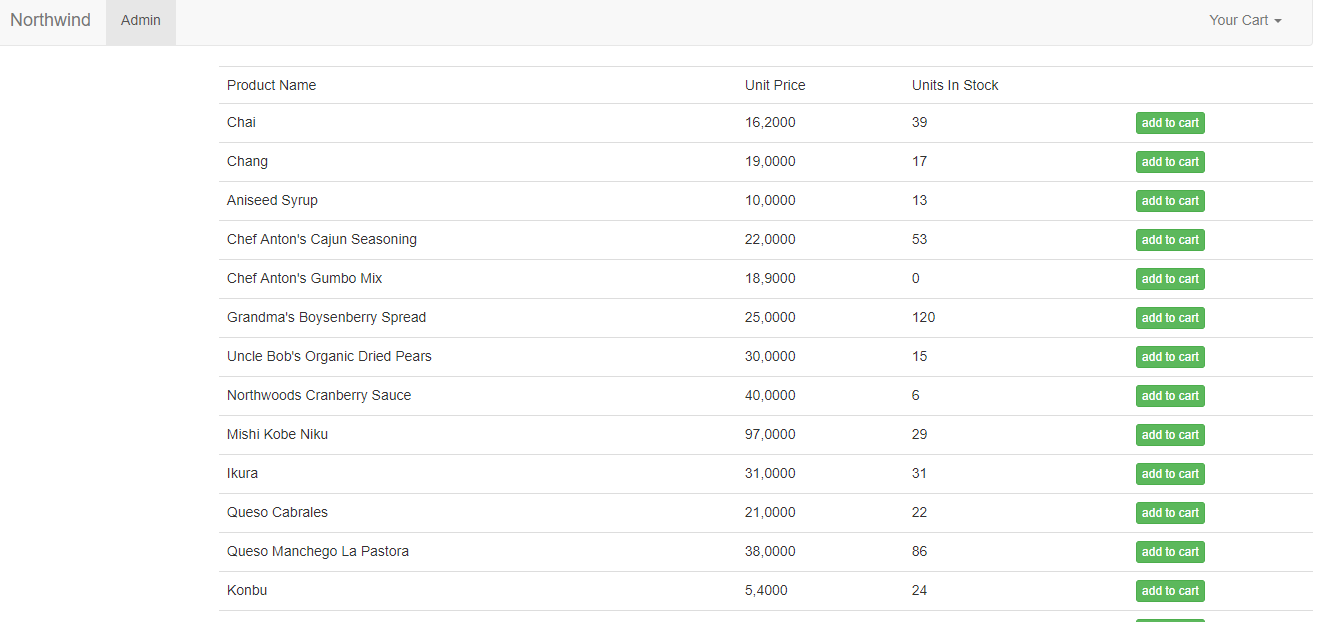 Northwind Admin Your Cart
Product Name Unit Price Units In Stock
Chai 16,2000 39 add to cart
Chang 19,0000 17 add to cart
Aniseed Syrup 10,0000 13 add to cart
Chef Anton's Cajun Seasoning 22,0000 53 add to cart
Chef Anton's Gumbo Mix 18,9000 0 add to cart
Grandma's Boysenberry Spread 25,0000 120 add to cart
Uncle Bob's Organic Dried Pears 30,0000 15 add to cart
Northwoods Cranberry Sauce 40,0000 6 add to cart
Mishi Kobe Niku 97,0000 29 add to cart
Ikura 31,0000 31 add to cart
Queso Cabrales 21,0000 22 add to cart
Queso Manchego La Pastora 38,0000 86 add to cart
Konbu 5,4000 24 add to cart